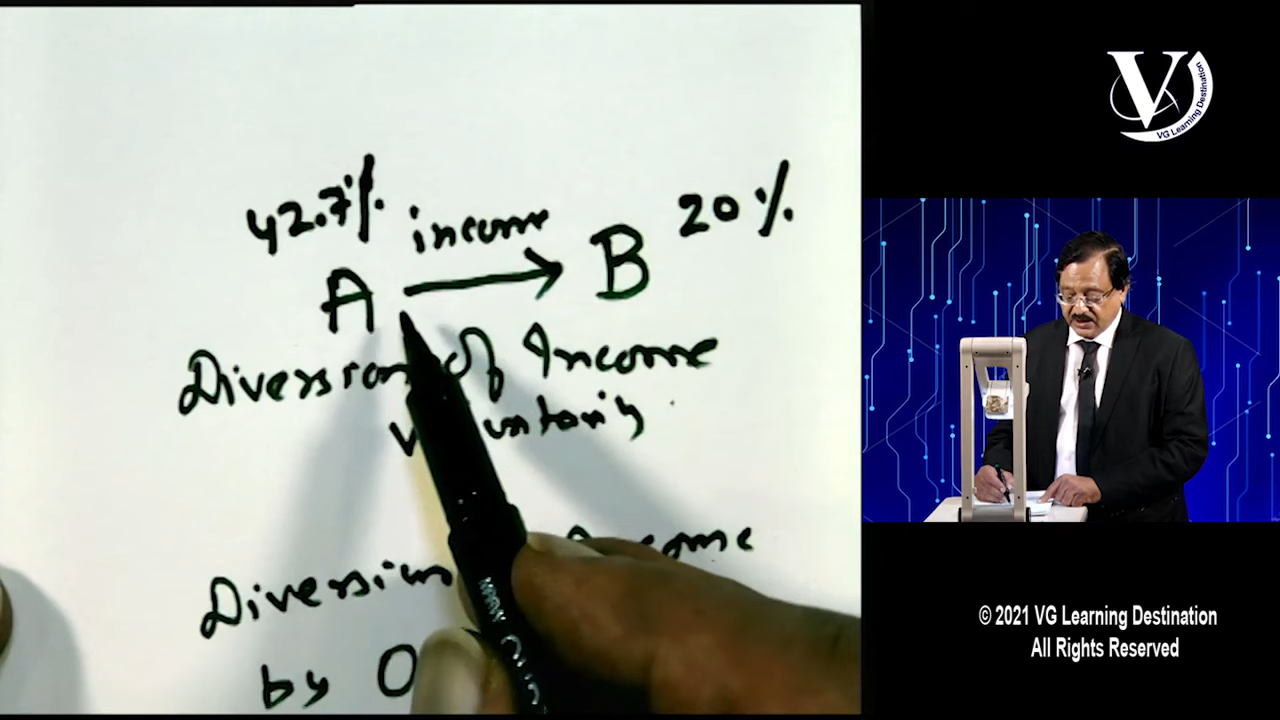 42.7% income 20%
A → B
Diversion of Income
Diversion Income
by O
V
VG Learning Destination
© 2021 VG Learning Destination
All Rights Reserved